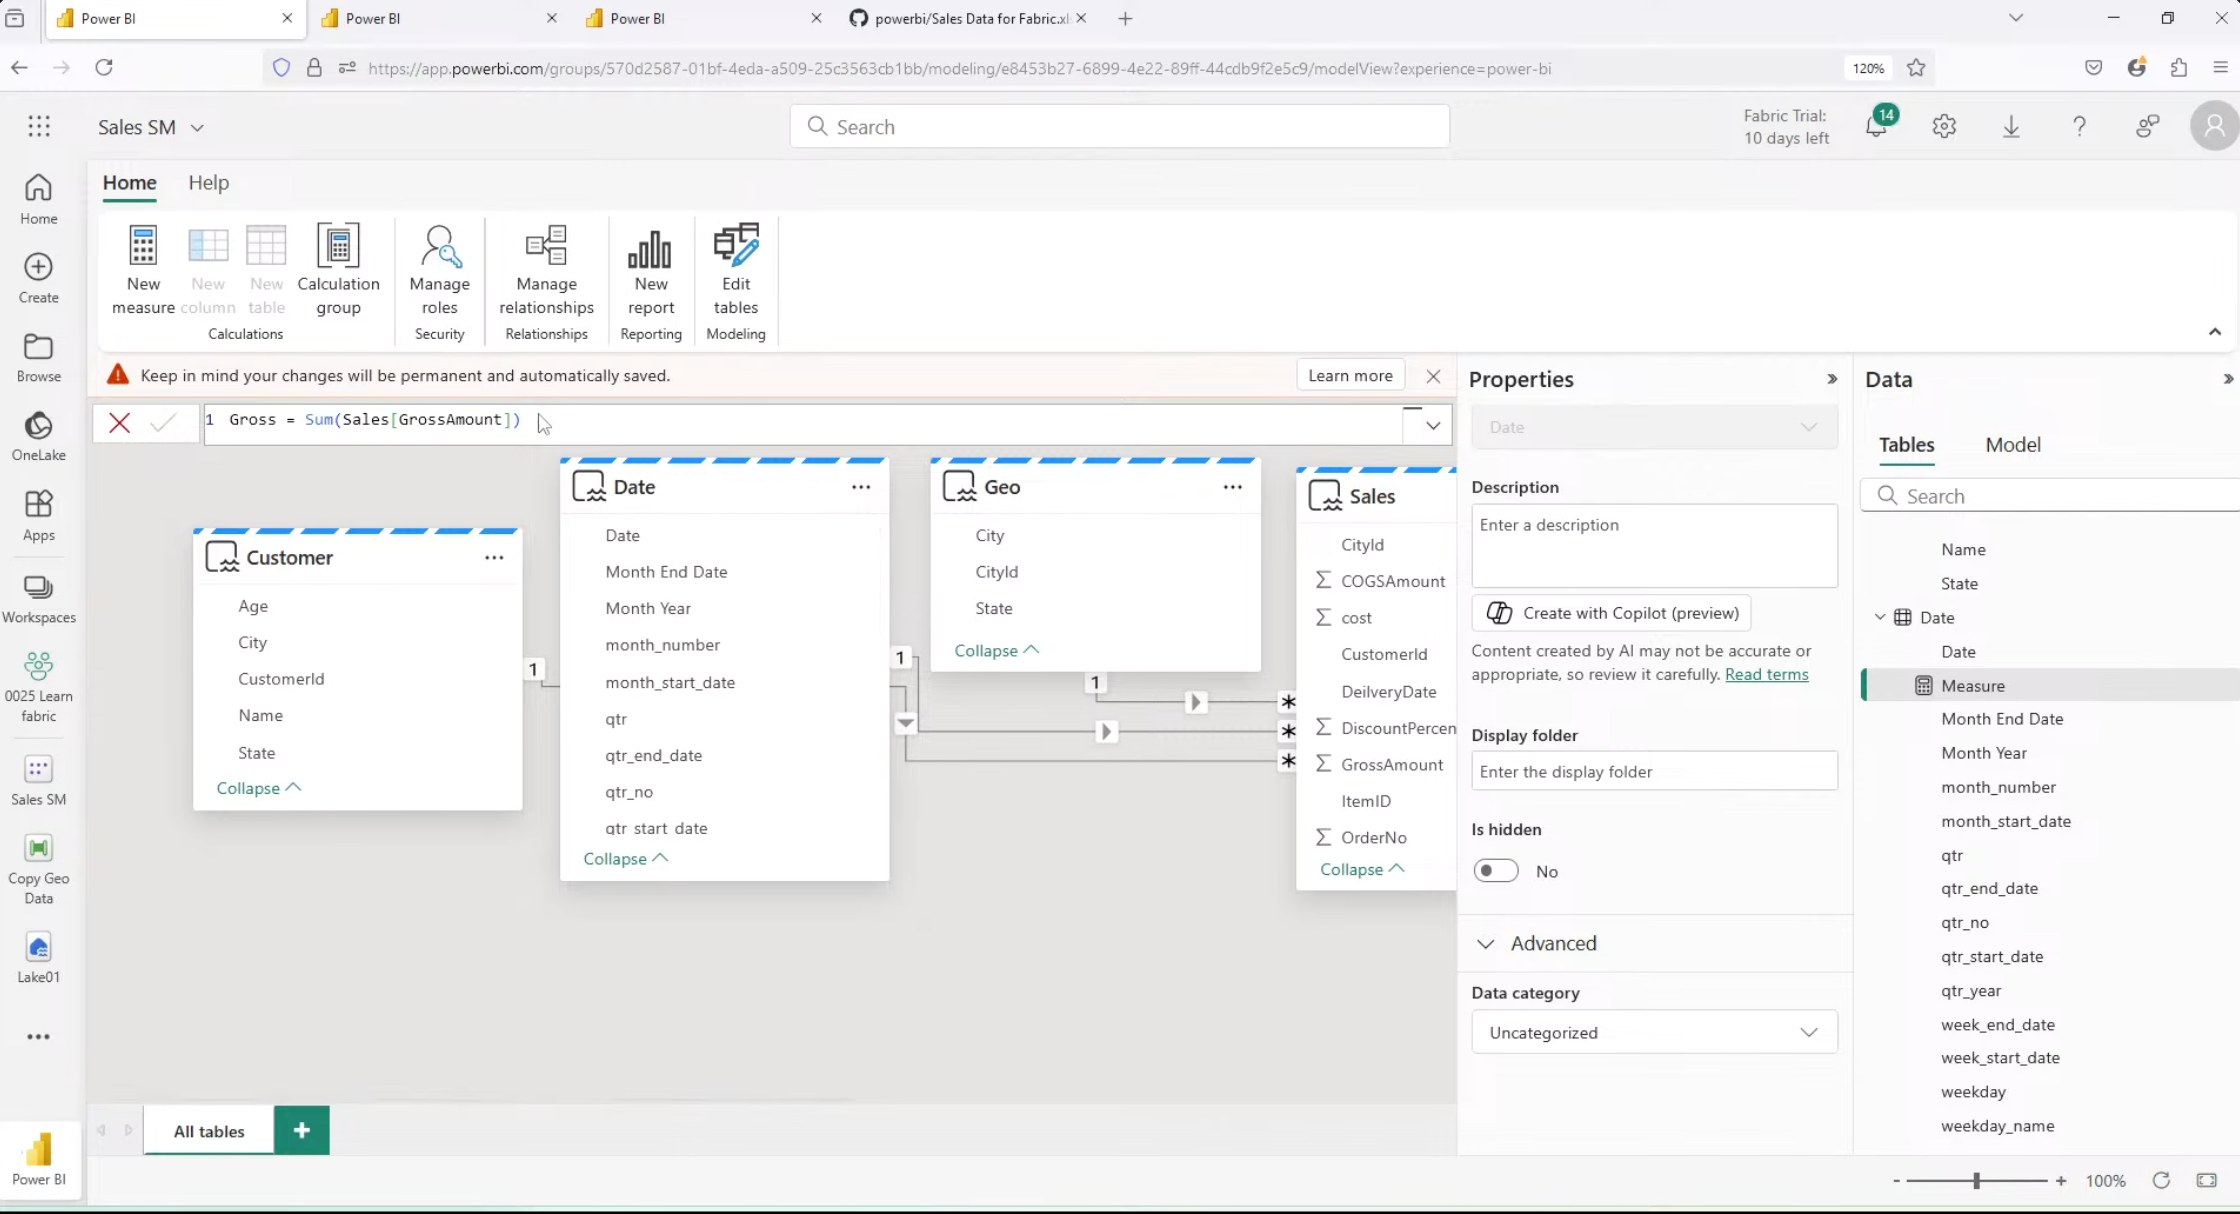 Power BI
Power BI
Power BI
powerbi/Sales Data for Fabric.xl
https://app.powerbi.com/groups/570d2587-01bf-4eda-a509-25c3563cb1bb/modeling/e8453b27-6899-4e22-89ff-44cdb9f2e5c9/modelView?experience=power-bi
120%
Sales SM
Search
Fabric Trial:
10 days left
14
Home
Help
Home
Create
Browse
OneLake
Apps
Workspaces
0025 Learn
fabric
Sales SM
Copy Geo
Data
Lake01
Power BI
New
measure
New
column
New
table
Calculation
group
Calculations
Manage
roles
Security
Manage
relationships
Relationships
New
report
Reporting
Edit
tables
Modeling
Keep in mind your changes will be permanent and automatically saved.
Learn more
1 Gross = Sum(Sales[GrossAmount])
Customer
Age
City
CustomerId
Name
State
Collapse
1
Date
Date
Month End Date
Month Year
month_number
month_start_date
qtr
qtr_end_date
qtr_no
qtr_start_date
Collapse
1
Geo
City
CityId
State
Collapse
1
*
*
*
Sales
CityId
∑ COGSAmount
∑ cost
CustomerId
DeilveryDate
∑ DiscountPercen
∑ GrossAmount
ItemID
∑ OrderNo
Collapse
Properties
Date
Description
Enter a description
Create with Copilot (preview)
Content created by AI may not be accurate or
appropriate, so review it carefully. Read terms
Display folder
Enter the display folder
Is hidden
No
Advanced
Data category
Uncategorized
Data
Tables
Model
Search
Name
State
Date
Date
Measure
Month End Date
Month Year
month_number
month_start_date
qtr
qtr_end_date
qtr_no
qtr_start_date
qtr_year
week_end_date
week_start_date
weekday
weekday_name
All tables
+
- + 100%